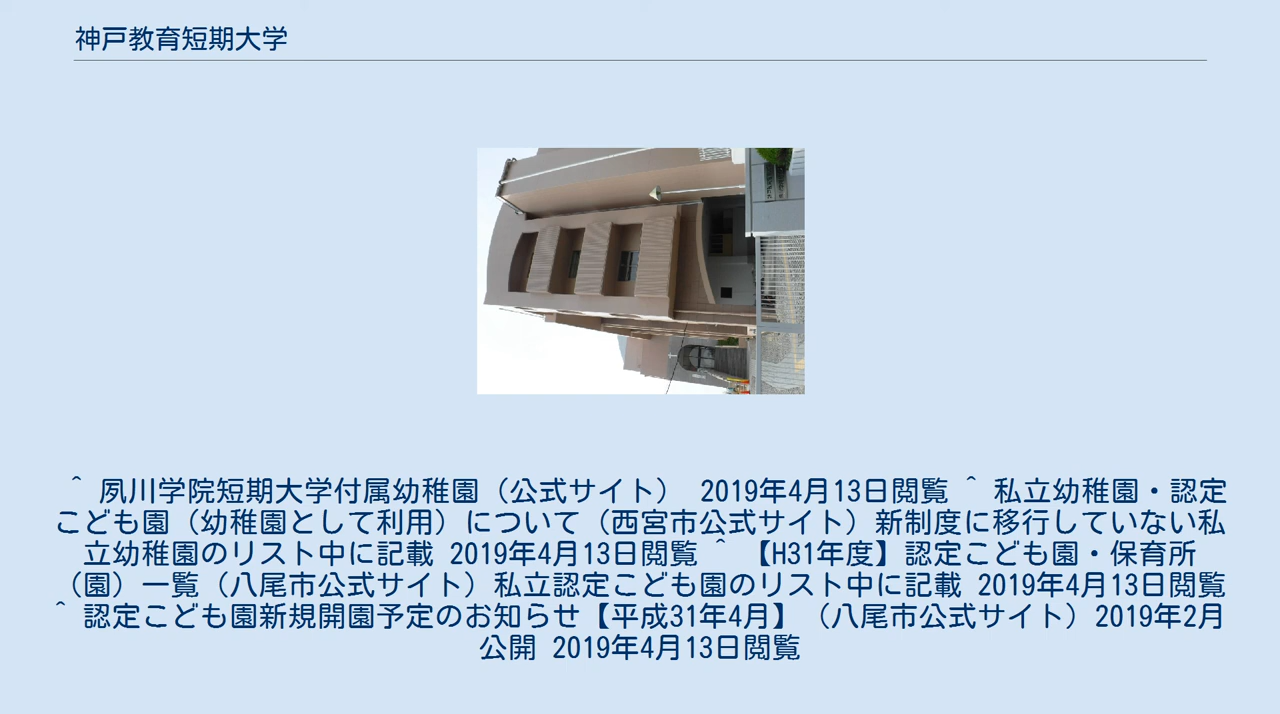 神戸教育短期大学
^ 夙川学院短期大学付属幼稚園（公式サイト） 2019年4月13日閲覧 ^ 私立幼稚園・認定
こども園（幼稚園として利用）について（西宮市公式サイト）新制度に移行していない私
立幼稚園のリスト中に記載 2019年4月13日閲覧 ^ 【H31年度】認定こども園・保育所
（園）一覧（八尾市公式サイト）私立認定こども園のリスト中に記載 2019年4月13日閲覧
^ 認定こども園新規開園予定のお知らせ【平成31年4月】（八尾市公式サイト）2019年2月
公開 2019年4月13日閲覧